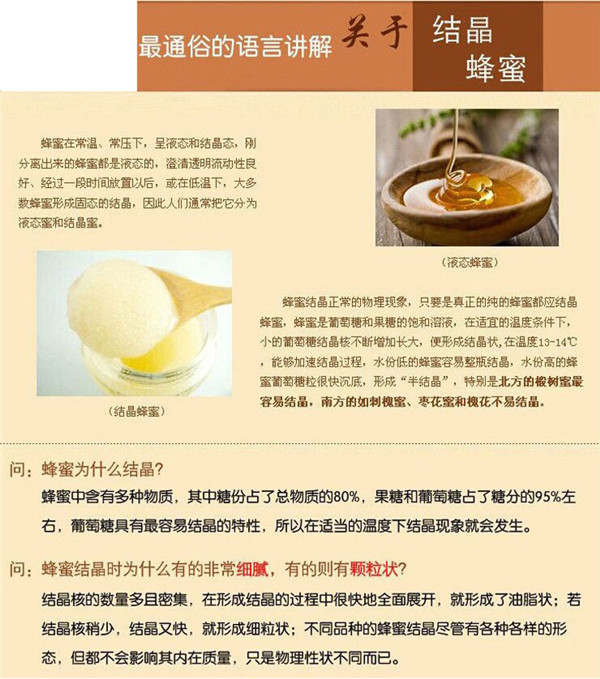 最通俗的语言讲解 关于 结晶
蜂蜜
蜂蜜在常温、常压下，呈液态和结晶态，刚
分离出来的蜂蜜都是液态的，澄清透明流动性良
好、经过一段时间放置以后，或在低温下，大多
数蜂蜜形成固态的结晶，因此人们通常把它分为
液态蜜和结晶蜜。
（液态蜂蜜）
蜂蜜结晶正常的物理现象，只要是真正的纯的蜂蜜都应结晶
蜂蜜，蜂蜜是葡萄糖和果糖的饱和溶液，在适宜的温度条件下，
小的葡萄糖结晶核不断增加长大，便形成结晶状,在温度13-14℃
，能够加速结晶过程，水份低的蜂蜜容易整瓶结晶，水份高的蜂
蜜葡萄糖粒很快沉底，形成“半结晶”，特别是北方的椴树蜜最
容易结晶，南方的如刺槐蜜、枣花蜜和槐花不易结晶。
（结晶蜂蜜）
问：蜂蜜为什么结晶?
蜂蜜中含有多种物质，其中糖份占了总物质的80%，果糖和葡萄糖占了糖分的95%左
右，葡萄糖具有最容易结晶的特性，所以在适当的温度下结晶现象就会发生。
问：蜂蜜结晶时为什么有的非常细腻，有的则有颗粒状?
结晶核的数量多且密集，在形成结晶的过程中很快地全面展开，就形成了油脂状；若
结晶核稍少，结晶又快，就形成细粒状；不同品种的蜂蜜结晶尽管有各种各样的形
态，但都不会影响其内在质量，只是物理性状不同而已。